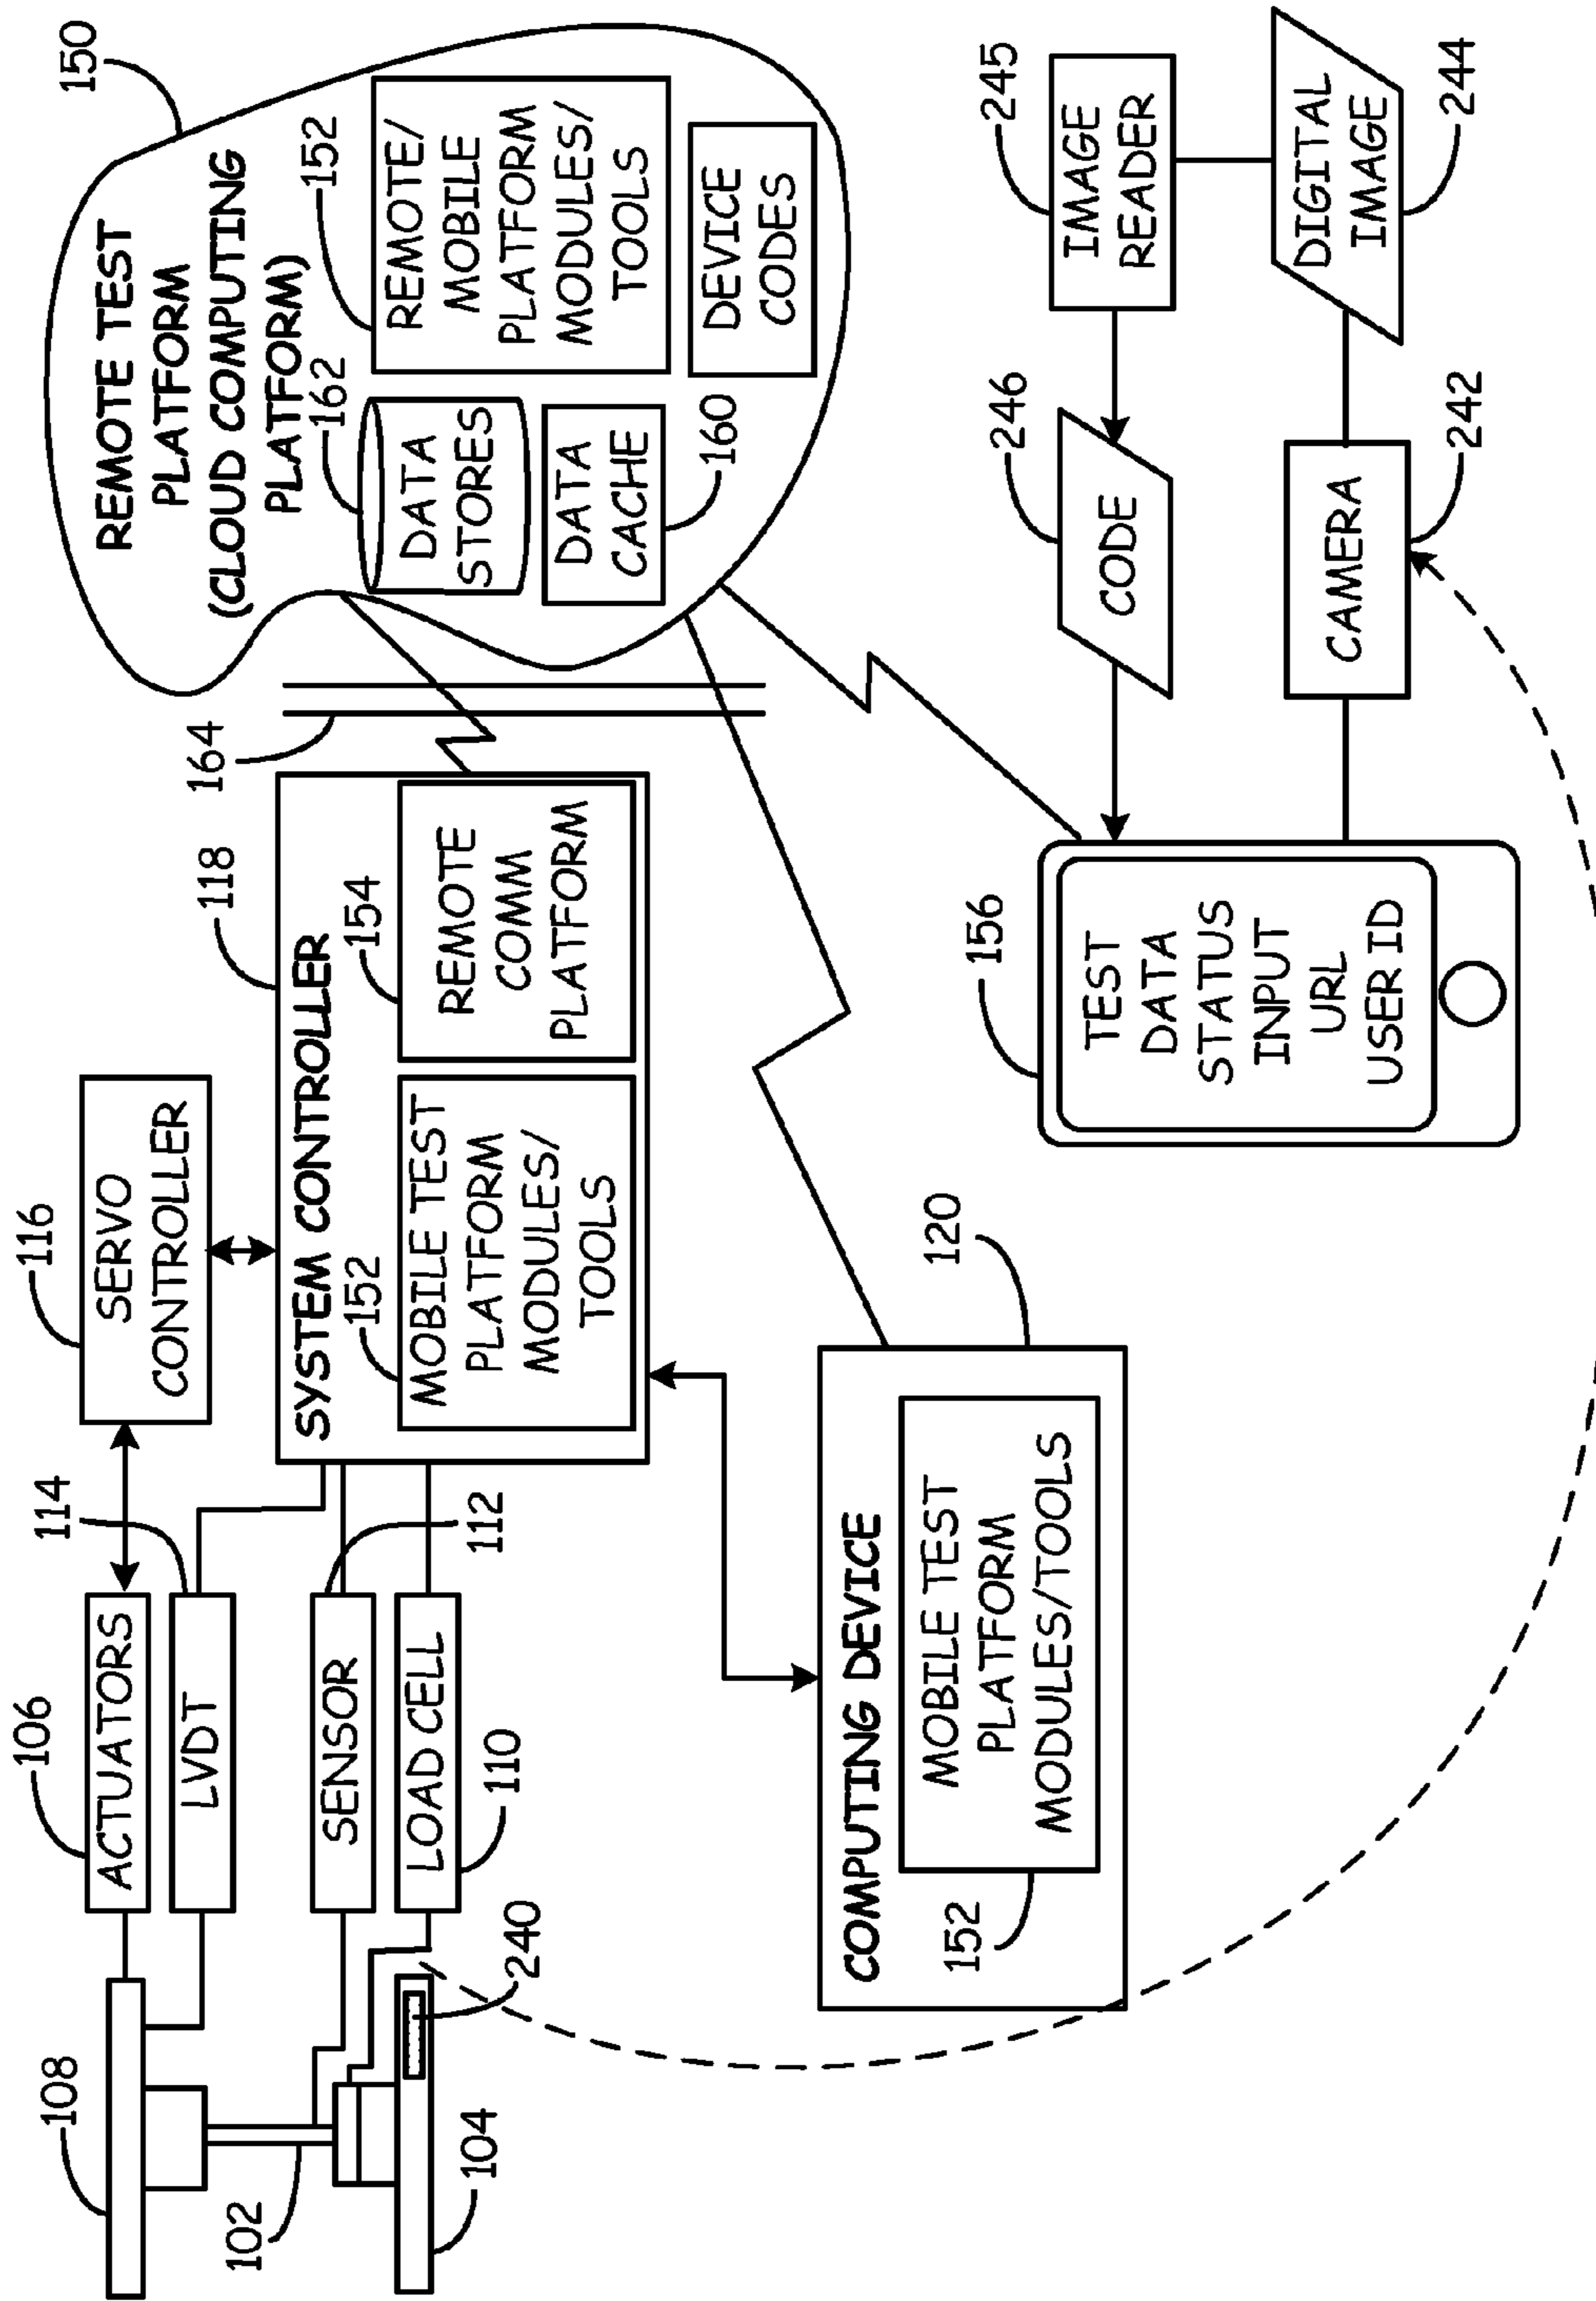 108
102
104
106
ACTUATORS
LVDT
SENSOR
LOAD CELL
110
240
114
112
116
SERVO
CONTROLLER
118
SYSTEM CONTROLLER
152
MOBILE TEST
PLATFORM
MODULES/
TOOLS
154
REMOTE
COMM
PLATFORM
164
150
REMOTE TEST
PLATFORM
(CLOUD COMPUTING
PLATFORM)
162
DATA
STORES
DATA
CACHE
160
152
REMOTE/
MOBILE
PLATFORM
MODULES/
TOOLS
DEVICE
CODES
COMPUTING DEVICE
120
MOBILE TEST
PLATFORM
MODULES/TOOLS
152
156
TEST
DATA
STATUS
INPUT
URL
USER ID
246
CODE
245
IMAGE
READER
CAMERA
242
DIGITAL
IMAGE
244